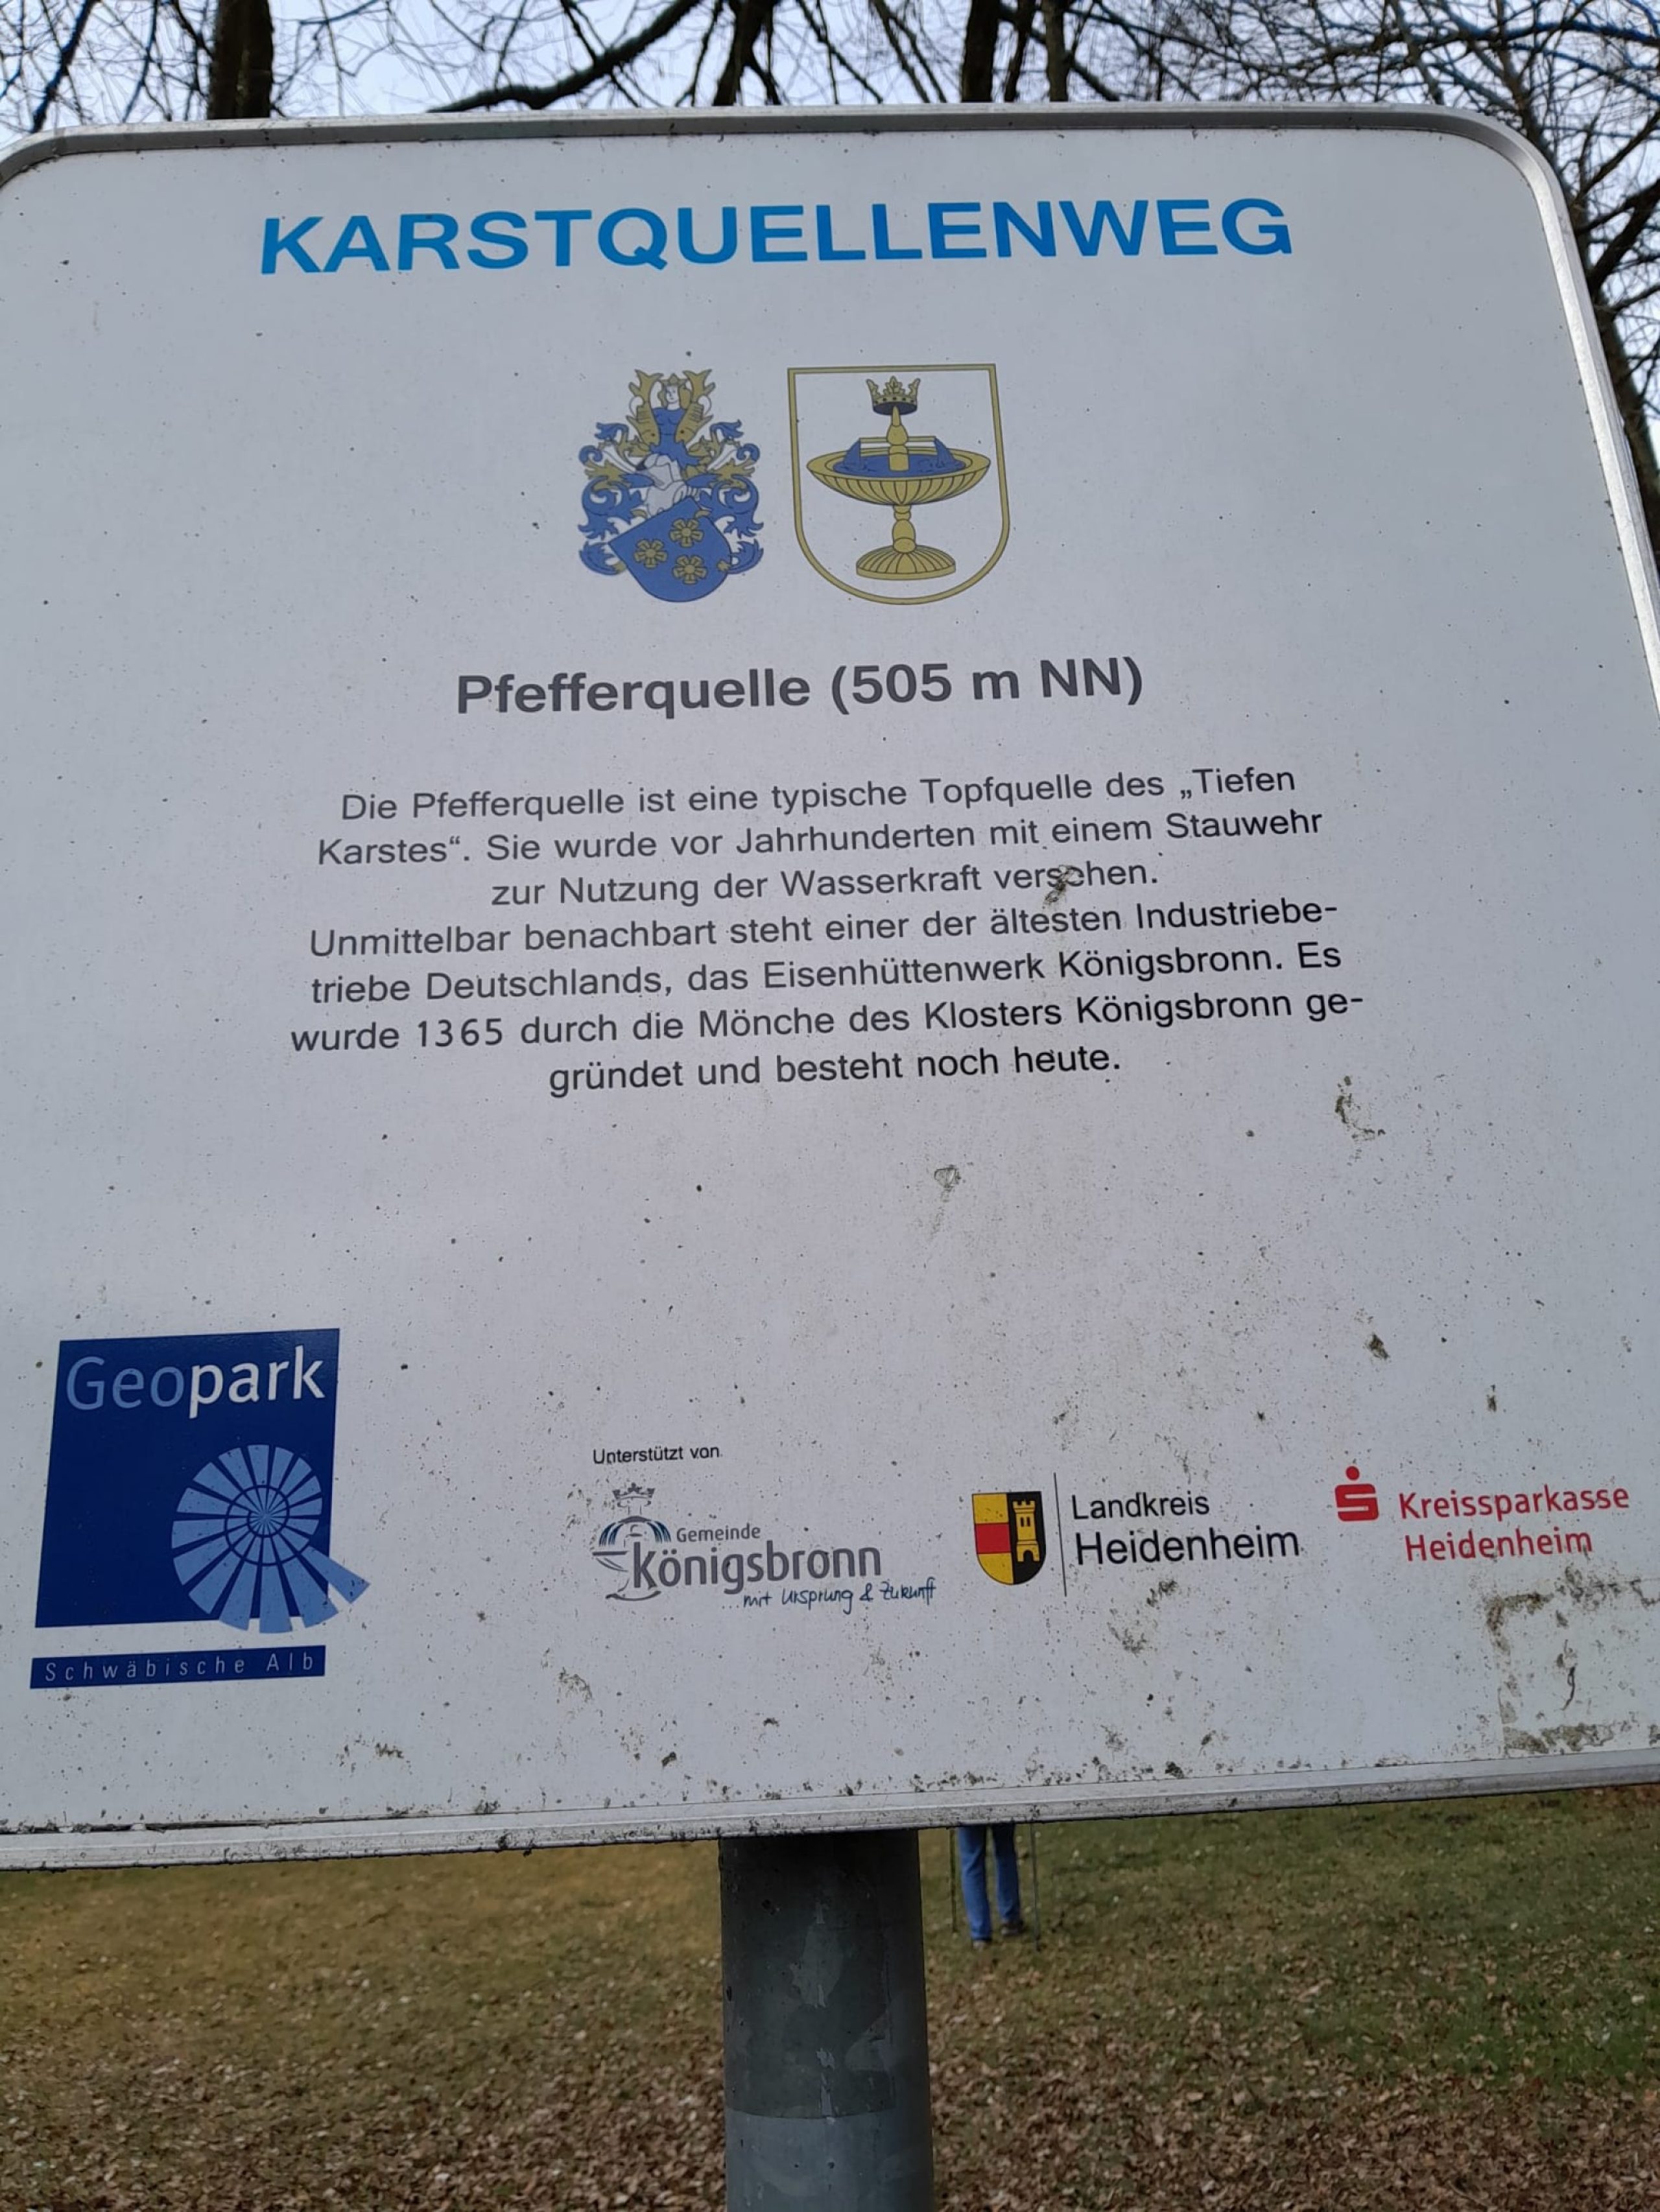 KARSTQUELLENWEG
Pfefferquelle (505 m NN)
Die Pfefferquelle ist eine typische Topfquelle des „Tiefen
Karstes“. Sie wurde vor Jahrhunderten mit einem Stauwehr
zur Nutzung der Wasserkraft versehen.
Unmittelbar benachbart steht einer der ältesten Industriebe-
triebe Deutschlands, das Eisenhüttenwerk Königsbronn. Es
wurde 1365 durch die Mönche des Klosters Königsbronn ge-
gründet und besteht noch heute.
Geopark
Schwäbische Alb
Unterstützt von
Gemeinde
königsbronn
...mit Ursprung & Zukunft
Landkreis
Heidenheim
Kreissparkasse
Heidenheim